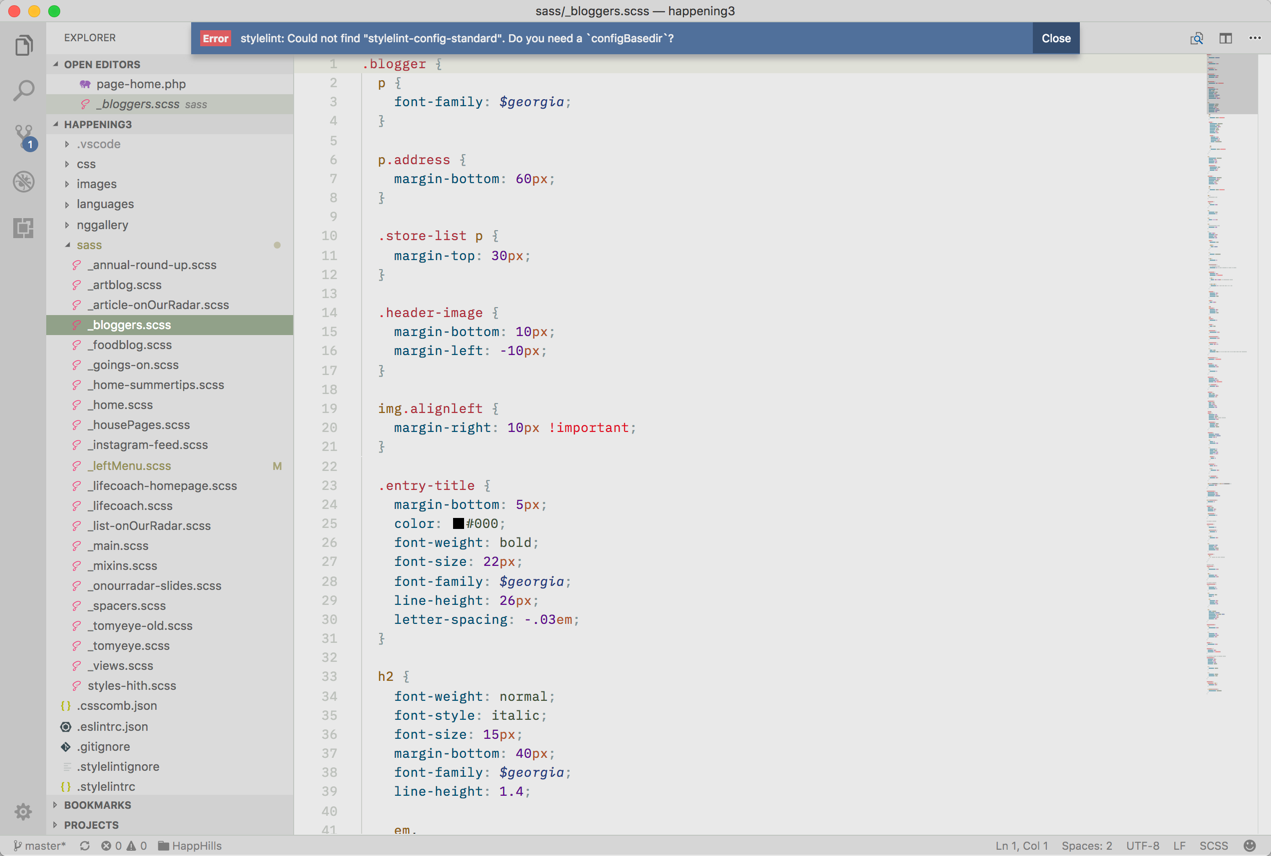 sass/_bloggers.scss — happening3
EXPLORER
Error stylelint: Could not find "stylelint-config-standard". Do you need a `configBasedir`? Close
OPEN EDITORS
page-home.php
_bloggers.scss sass
HAPPENING3
.vscode
css
images
languages
nggallery
sass
_annual-round-up.scss
_artblog.scss
_article-onOurRadar.scss
_bloggers.scss
_foodblog.scss
_goings-on.scss
_home-summertips.scss
_home.scss
_housePages.scss
_instagram-feed.scss
_leftMenu.scss M
_lifecoach-homepage.scss
_lifecoach.scss
_list-onOurRadar.scss
_main.scss
_mixins.scss
_onourradar-slides.scss
_spacers.scss
_tomyeye-old.scss
_tomyeye.scss
_views.scss
styles-hith.scss
{} .csscomb.json
.eslintrc.json
.gitignore
.stylelintignore
{} .stylelintrc
BOOKMARKS
PROJECTS
1
1 .blogger {
2 p {
3 font-family: $georgia;
4 }
5
6 p.address {
7 margin-bottom: 60px;
8 }
9
10 .store-list p {
11 margin-top: 30px;
12 }
13
14 .header-image {
15 margin-bottom: 10px;
16 margin-left: -10px;
17 }
18
19 img.alignleft {
20 margin-right: 10px !important;
21 }
22
23 .entry-title {
24 margin-bottom: 5px;
25 color: #000;
26 font-weight: bold;
27 font-size: 22px;
28 font-family: $georgia;
29 line-height: 26px;
30 letter-spacing: -.03em;
31 }
32
33 h2 {
34 font-weight: normal;
35 font-style: italic;
36 font-size: 15px;
37 margin-bottom: 40px;
38 font-family: $georgia;
39 line-height: 1.4;
40
41 em,
master* 0 0 HappHills Ln 1, Col 1 Spaces: 2 UTF-8 LF SCSS